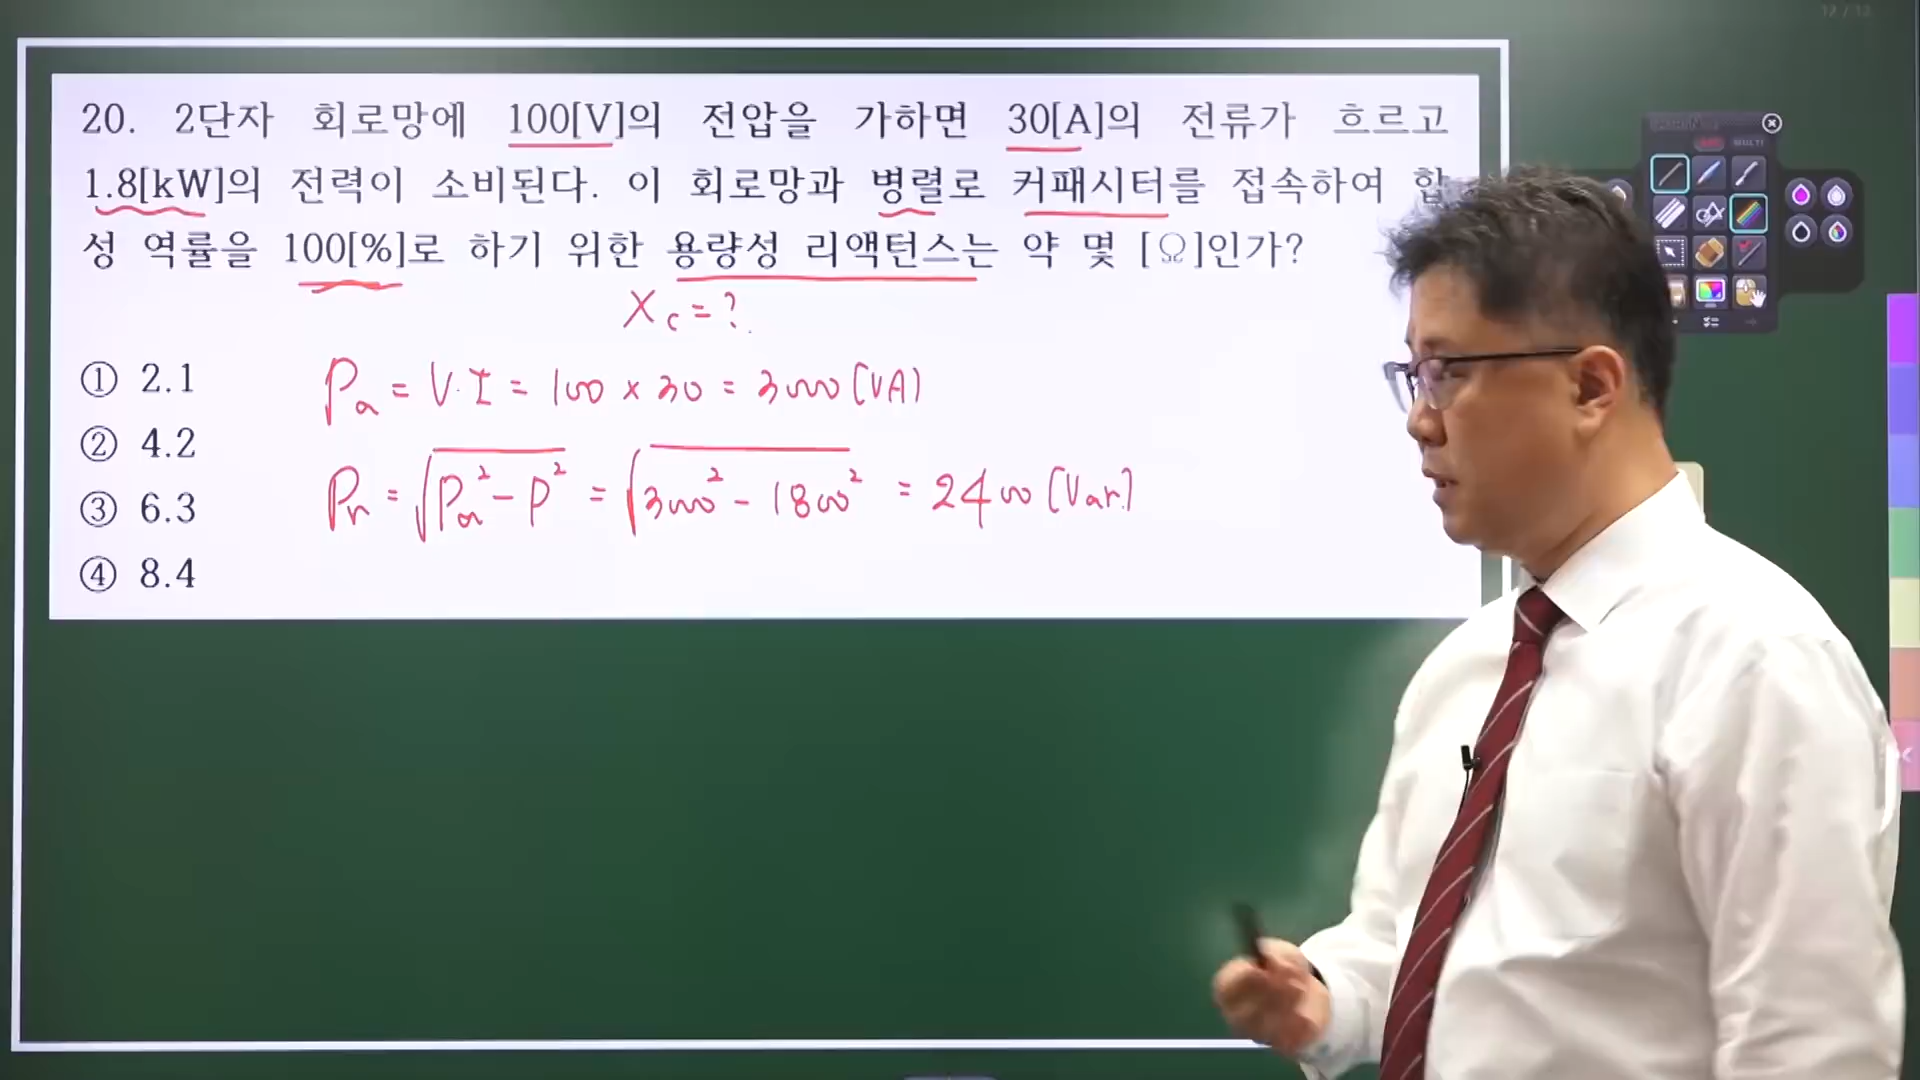 20. 2단자 회로망에 100[V]의 전압을 가하면 30[A]의 전류가 흐르고
1.8[kW]의 전력이 소비된다. 이 회로망과 병렬로 커패시터를 접속하여 합
성 역률을 100[%]로 하기 위한 용량성 리액턴스는 약 몇 [Ω]인가?
X_c = ?
① 2.1
P_a = V·I = 100 × 30 = 3000 [VA]
② 4.2
③ 6.3
P_r = √(P_a² - P²) = √(3000² - 1800²) = 2400 [Var]
④ 8.4
MULTI